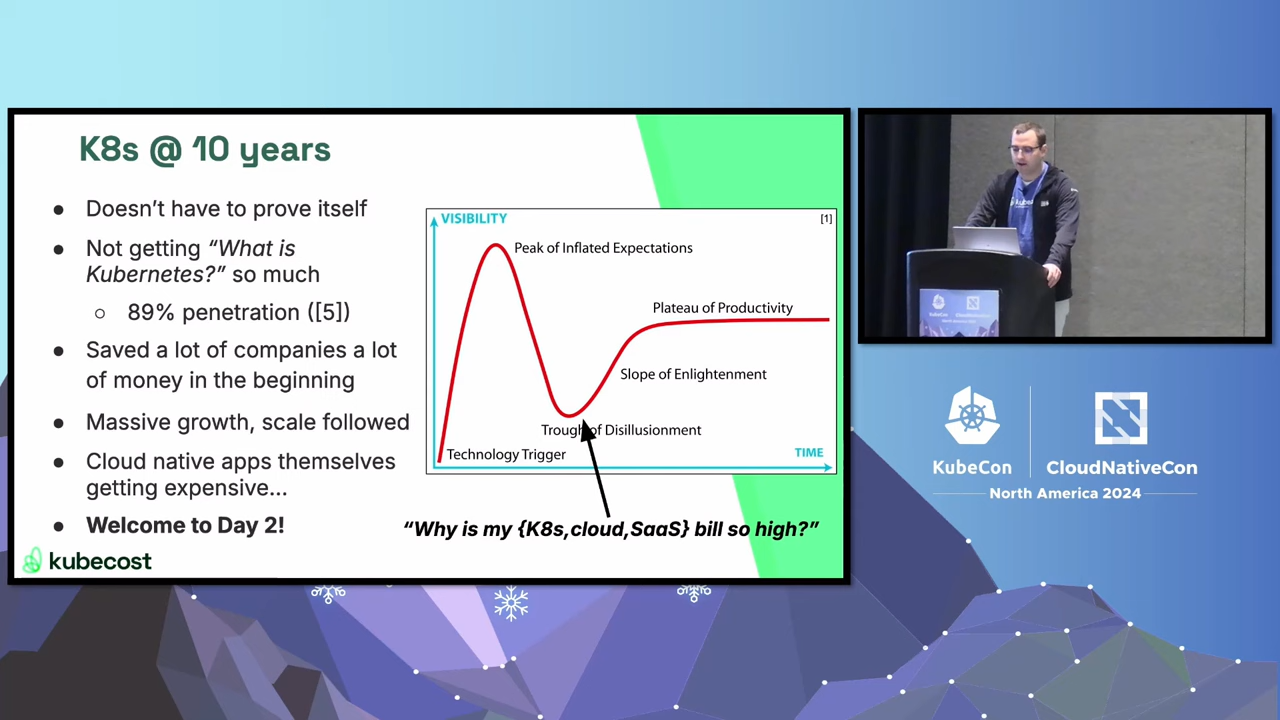 K8s @ 10 years
● Doesn’t have to prove itself
● Not getting “What is
Kubernetes?” so much
○ 89% penetration ([5])
● Saved a lot of companies a lot
of money in the beginning
● Massive growth, scale followed
● Cloud native apps themselves
getting expensive...
● Welcome to Day 2!
kubecost
VISIBILITY
[1]
Peak of Inflated Expectations
Plateau of Productivity
Slope of Enlightenment
Trough of Disillusionment
Technology Trigger
TIME
“Why is my {K8s,cloud,SaaS} bill so high?”
KubeCon
CloudNativeCon
North America 2024
KubeCon
CloudNativeCon